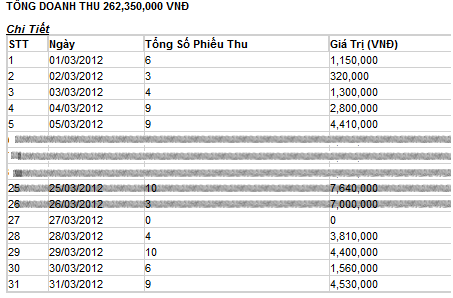 TỔNG DOANH THU 262,350,000 VNĐ
Chi Tiết
STT Ngày Tổng Số Phiếu Thu Giá Trị (VNĐ)
1 01/03/2012 6 1,150,000
2 02/03/2012 3 320,000
3 03/03/2012 4 1,300,000
4 04/03/2012 9 2,800,000
5 05/03/2012 9 4,410,000
25 25/03/2012 10 7,640,000
26 26/03/2012 3 7,000,000
27 27/03/2012 0 0
28 28/03/2012 4 3,810,000
29 29/03/2012 10 4,400,000
30 30/03/2012 6 1,560,000
31 31/03/2012 9 4,530,000